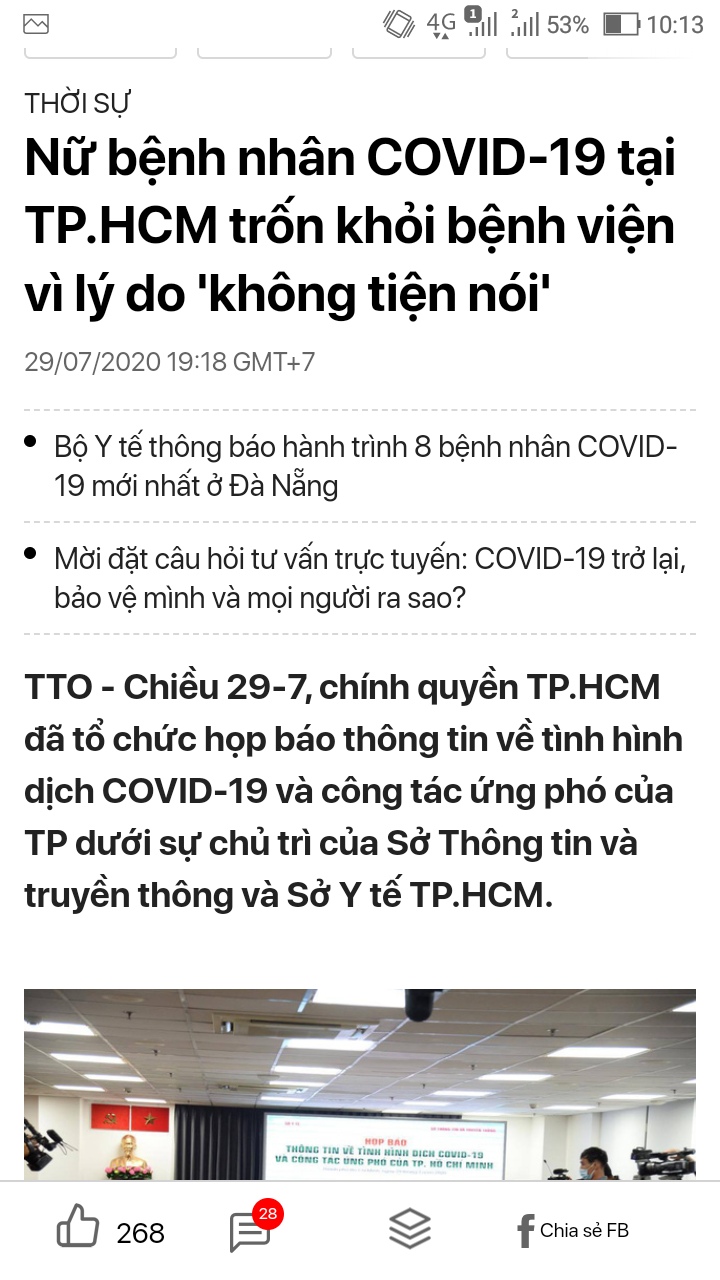 4G 1 2 53% 10:13
THỜI SỰ
Nữ bệnh nhân COVID-19 tại
TP.HCM trốn khỏi bệnh viện
vì lý do 'không tiện nói'
29/07/2020 19:18 GMT+7
Bộ Y tế thông báo hành trình 8 bệnh nhân COVID-
19 mới nhất ở Đà Nẵng
Mời đặt câu hỏi tư vấn trực tuyến: COVID-19 trở lại,
bảo vệ mình và mọi người ra sao?
TTO - Chiều 29-7, chính quyền TP.HCM
đã tổ chức họp báo thông tin về tình hình
dịch COVID-19 và công tác ứng phó của
TP dưới sự chủ trì của Sở Thông tin và
truyền thông và Sở Y tế TP.HCM.
HỌP BÁO
THÔNG TIN VỀ TÌNH HÌNH DỊCH COVID-19
VÀ CÔNG TÁC ỨNG PHÓ CỦA TP. HỒ CHÍ MINH
268
28
Chia sẻ FB